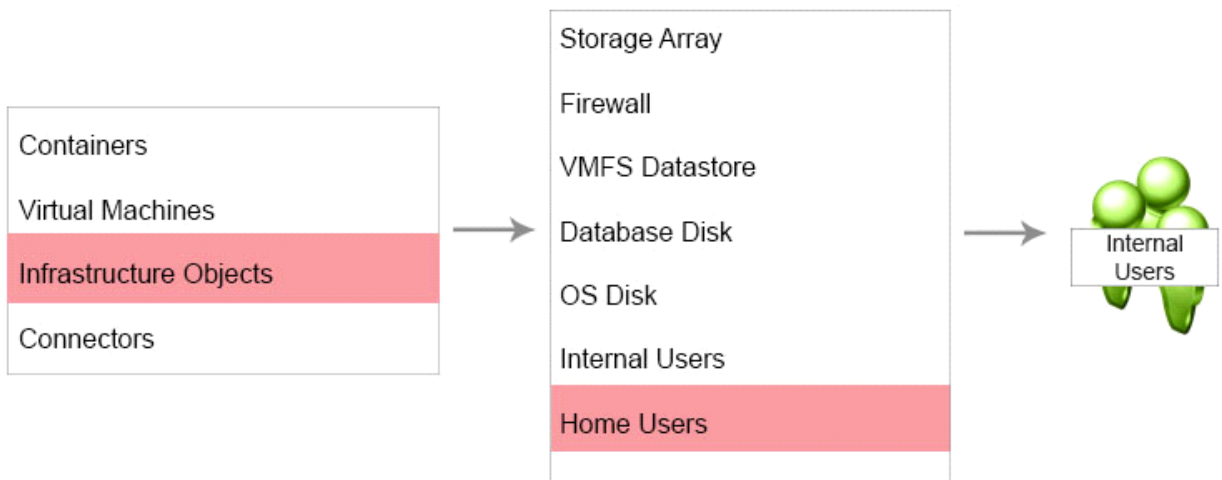 Containers
Virtual Machines
Infrastructure Objects
Connectors
Storage Array
Firewall
VMFS Datastore
Database Disk
OS Disk
Internal Users
Home Users
Internal
Users